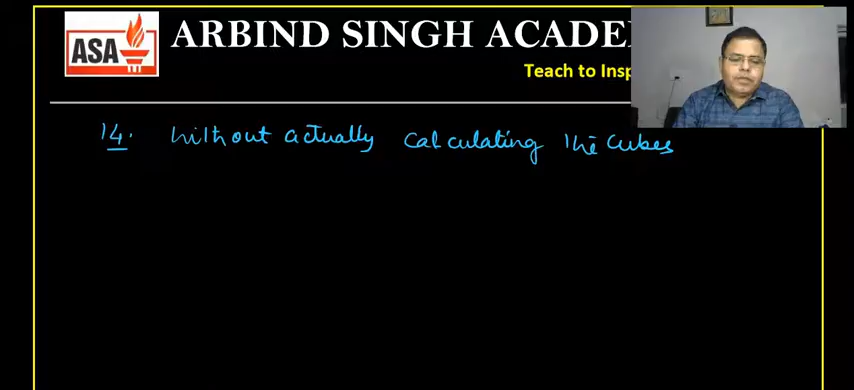 ASA
ARBIND SINGH ACADE
Teach to Insp
14. Without actually calculating the cubes